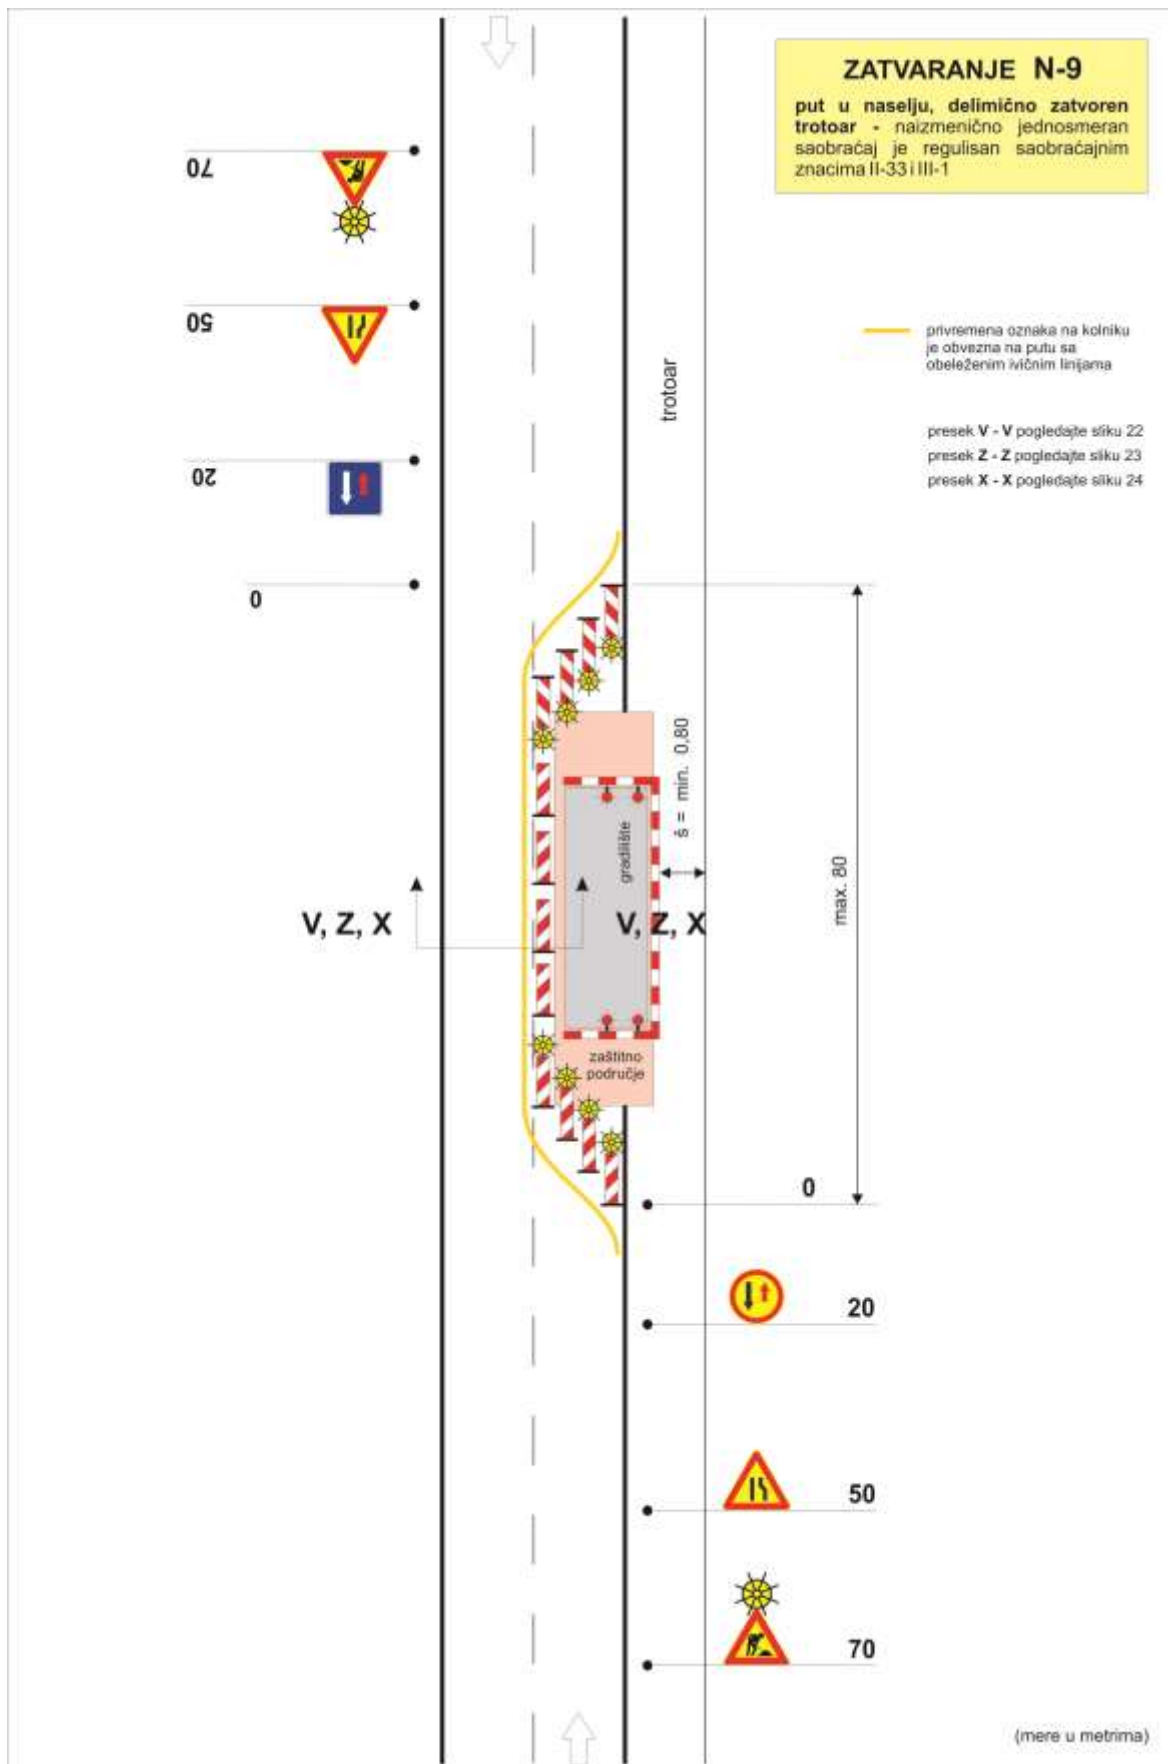 ZATVARANJE N-9
put u naselju, delimično zatvoren
trotoar - naizmenično jednosmeran
saobraćaj je regulisan saobraćajnim
znacima II-33 i III-1
70
50
20
0
privremena oznaka na kolniku
je obvezna na putu sa
obeleženim ivičnim linijama
trotoar
presek V - V pogledajte sliku 22
presek Z - Z pogledajte sliku 23
presek X - X pogledajte sliku 24
š = min. 0,80
gradilište
max. 80
V, Z, X
V, Z, X
zaštitno
područje
0
20
50
70
(mere u metrima)